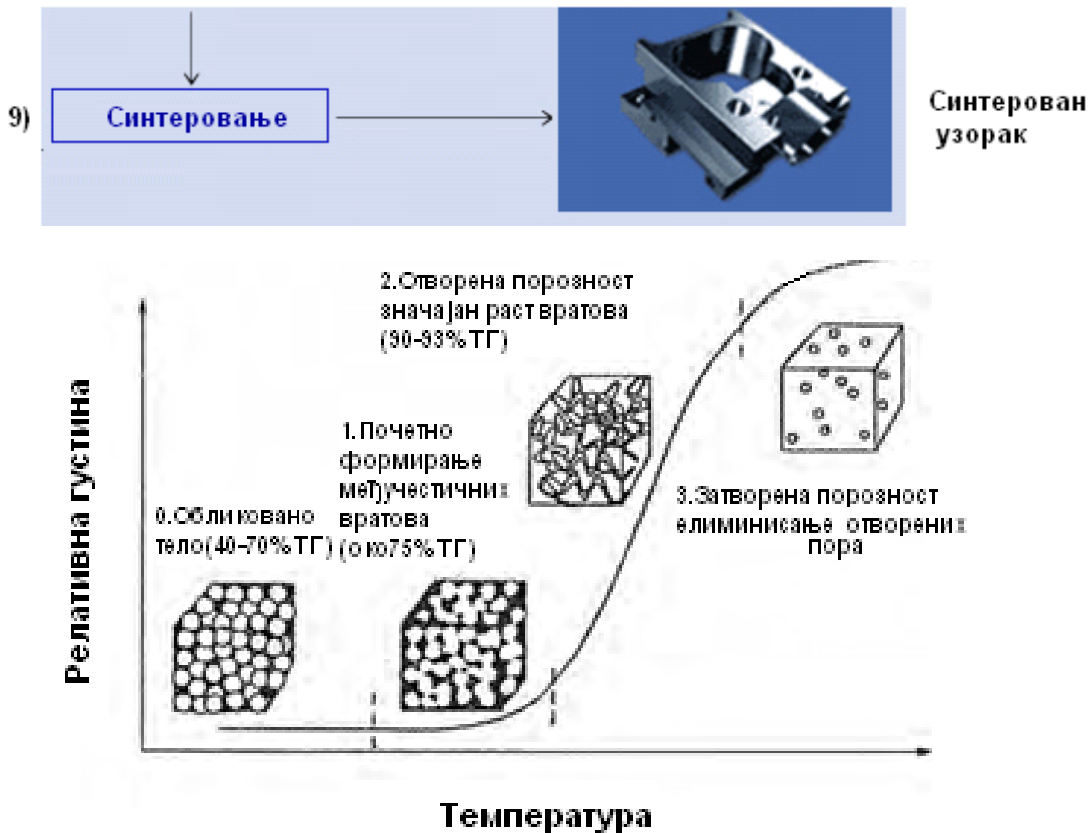 9) Синтеровање
Синтерован
узорак
2.Отворена порозност
значајан раст вратова
(90-93% ТГ)
1.Почетно
формирање
међучестичних
вратова
(око75% ТГ)
0.Обликовано
тело(40-70% ТГ)
3.Затворена порозност
елиминисање отворених
пора
Релативна густина
Температура